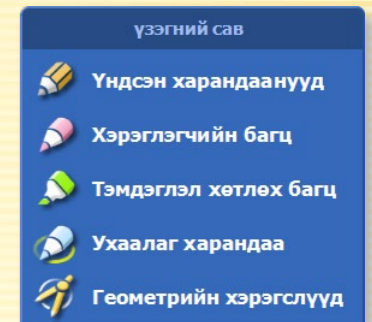 үзэгний сав
Үндсэн харандаанууд
Хэрэглэгчийн багц
Тэмдэглэл хөтлөх багц
Ухаалаг харандаа
Геометрийн хэрэгслүүд